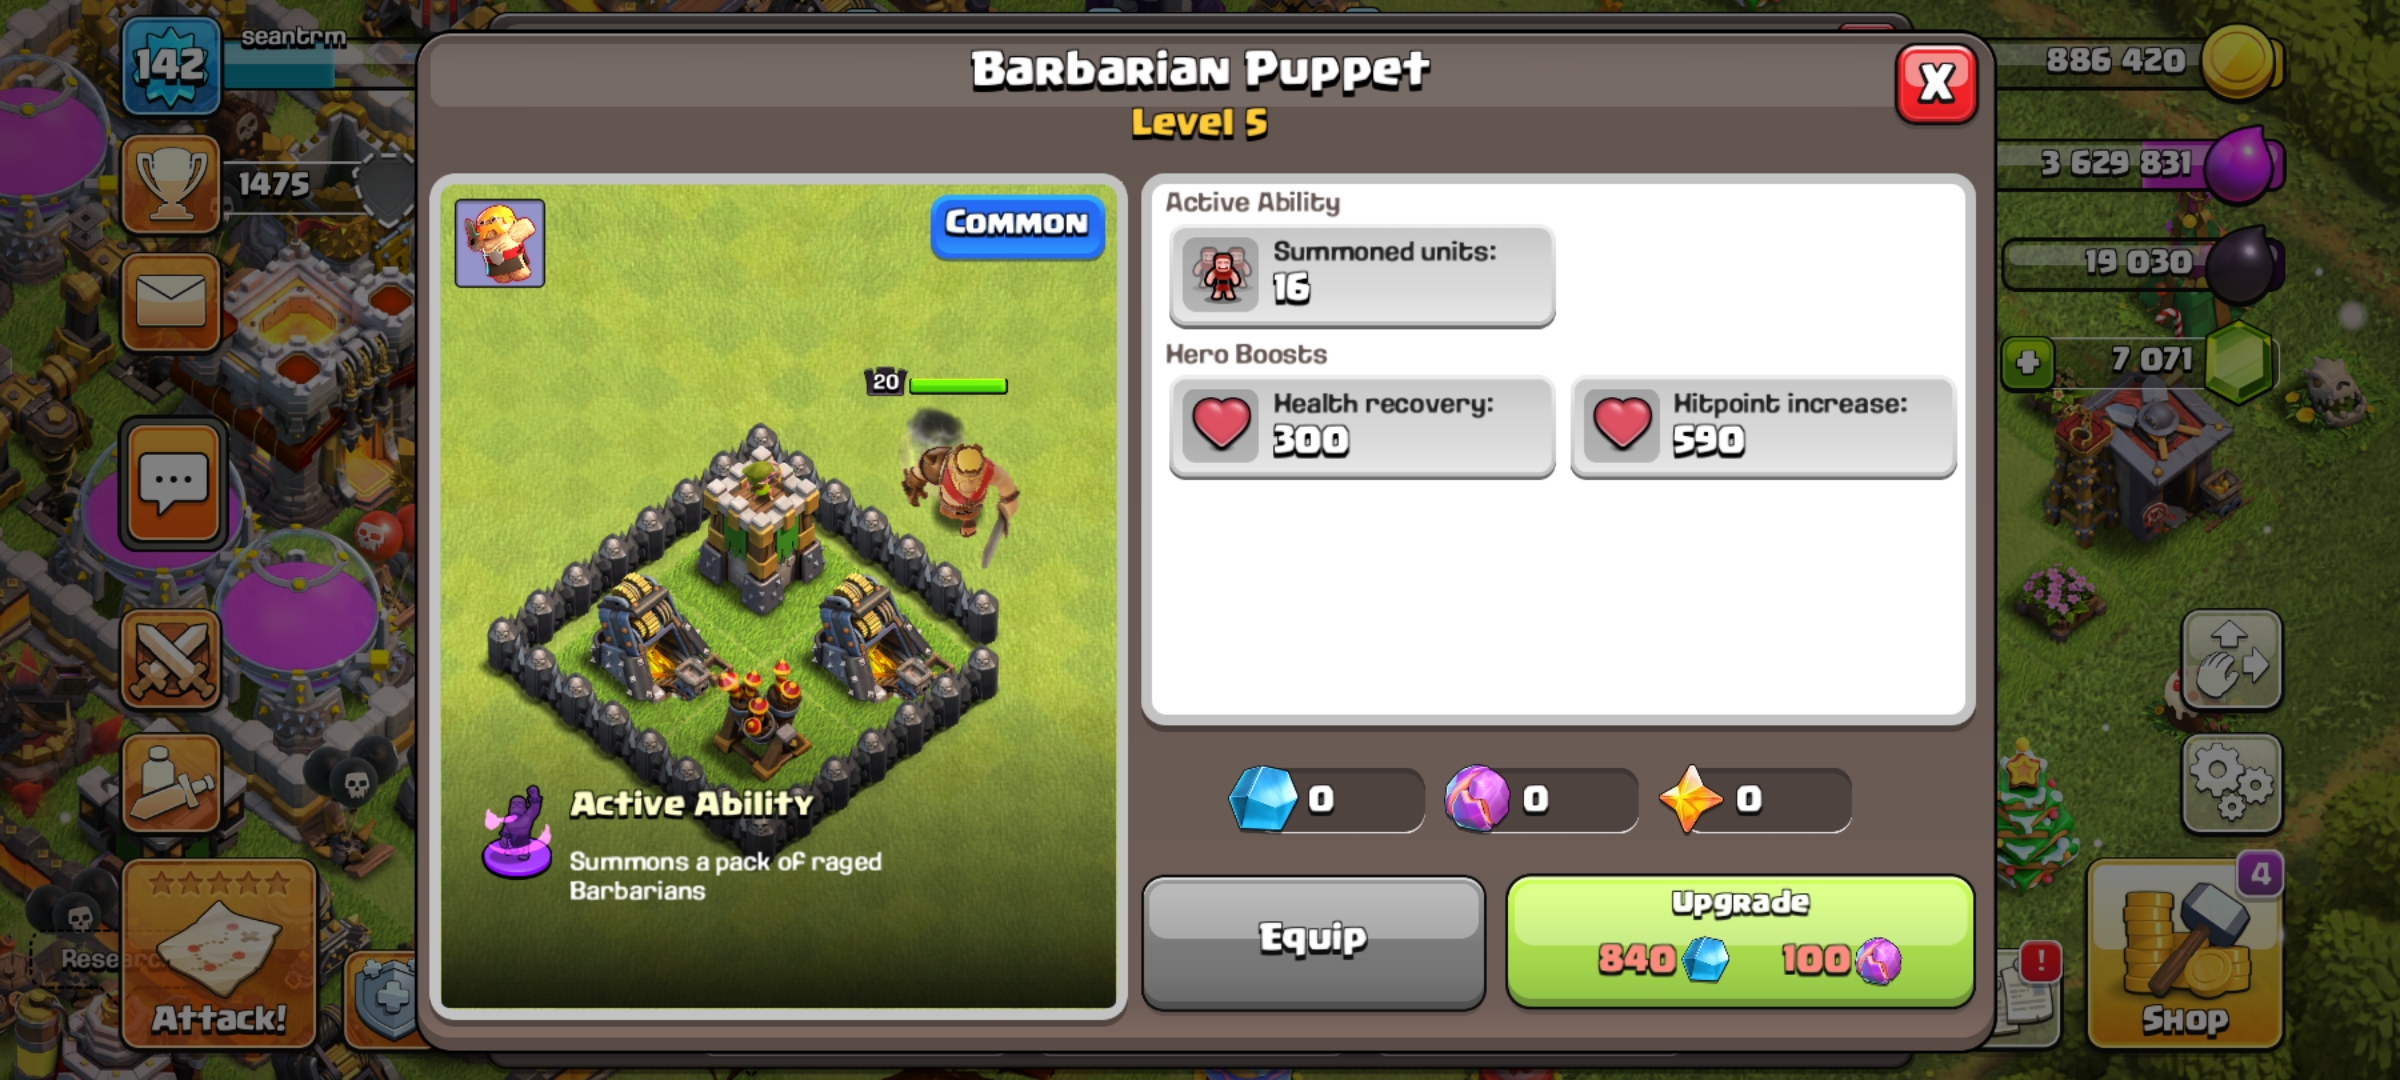 142
seantrm
1475
Barbarian Puppet
Level 5
X
886 420
3 629 831
19 030
7 071
Common
20
Active Ability
Summoned units:
16
Hero Boosts
Health recovery:
300
Hitpoint increase:
590
Active Ability
Summons a pack of raged
Barbarians
0
0
0
Equip
Upgrade
840
100
Researc
Attack!
4
!
Shop